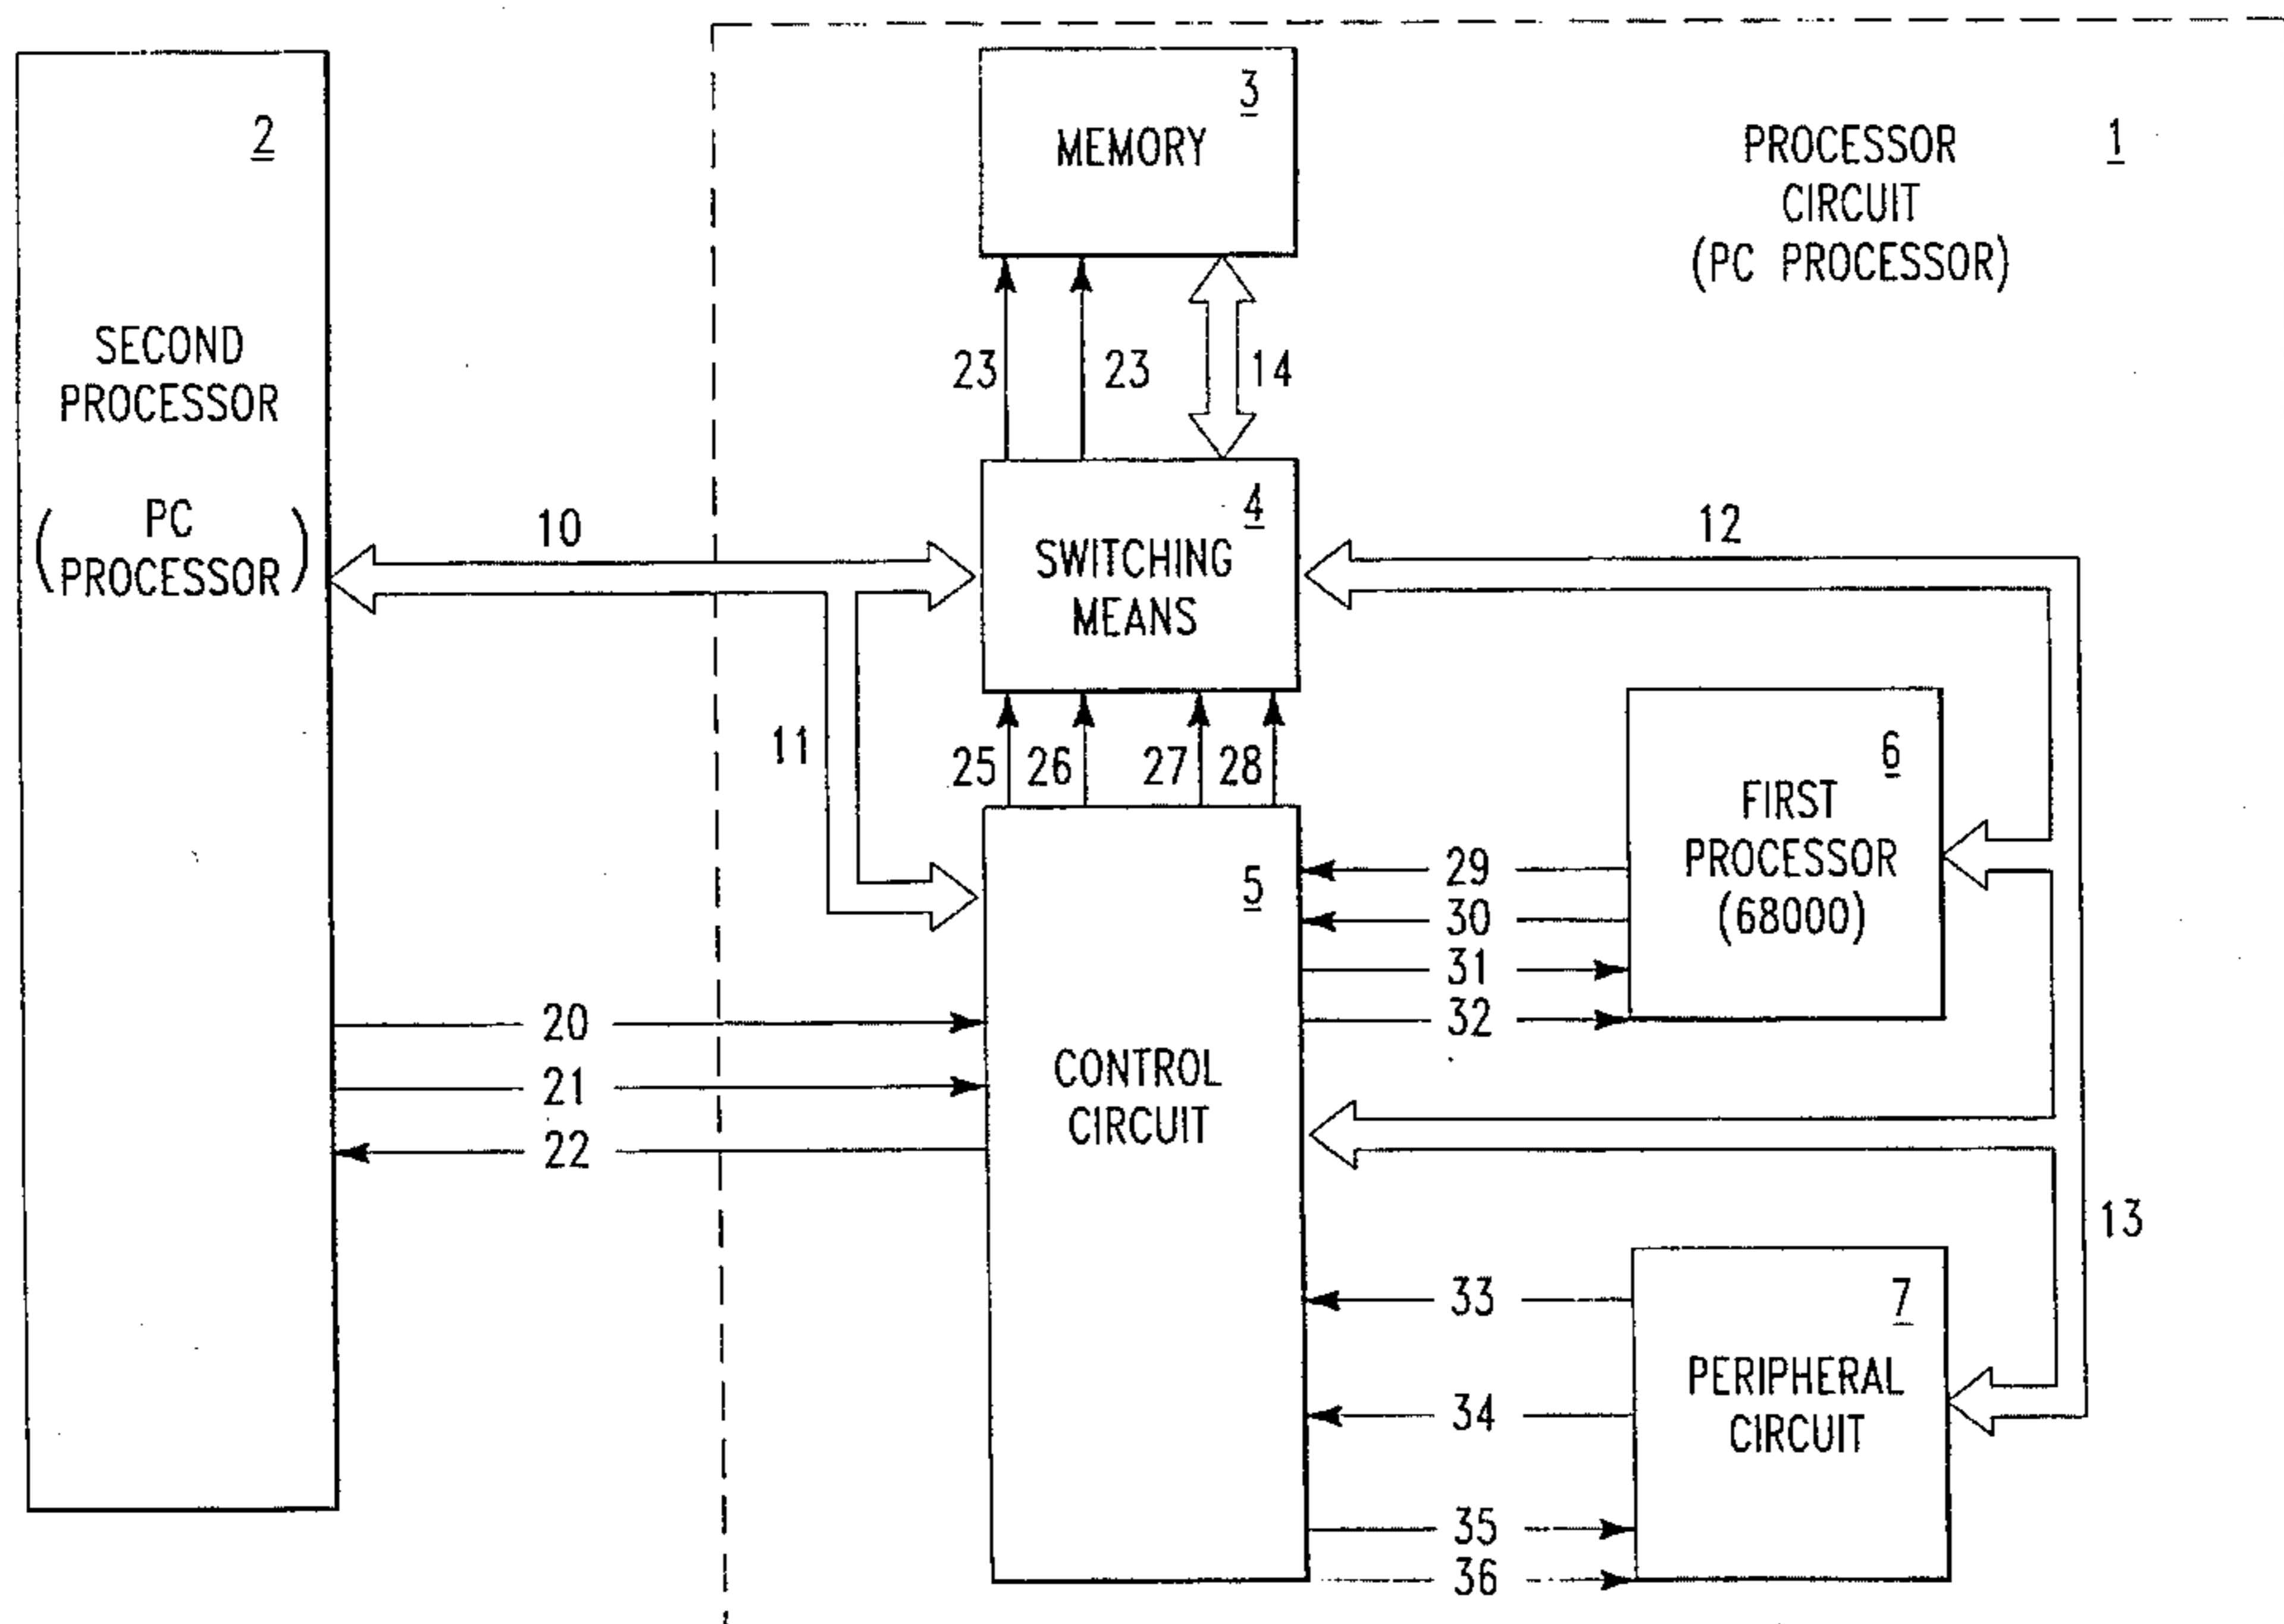 2
SECOND
PROCESSOR
(PC
PROCESSOR)
3
MEMORY
PROCESSOR
CIRCUIT
(PC PROCESSOR)
1
23
23
14
10
4
SWITCHING
MEANS
12
11
25
26
27
28
6
FIRST
PROCESSOR
(68000)
29
30
31
32
5
CONTROL
CIRCUIT
20
21
22
13
33
34
35
36
7
PERIPHERAL
CIRCUIT